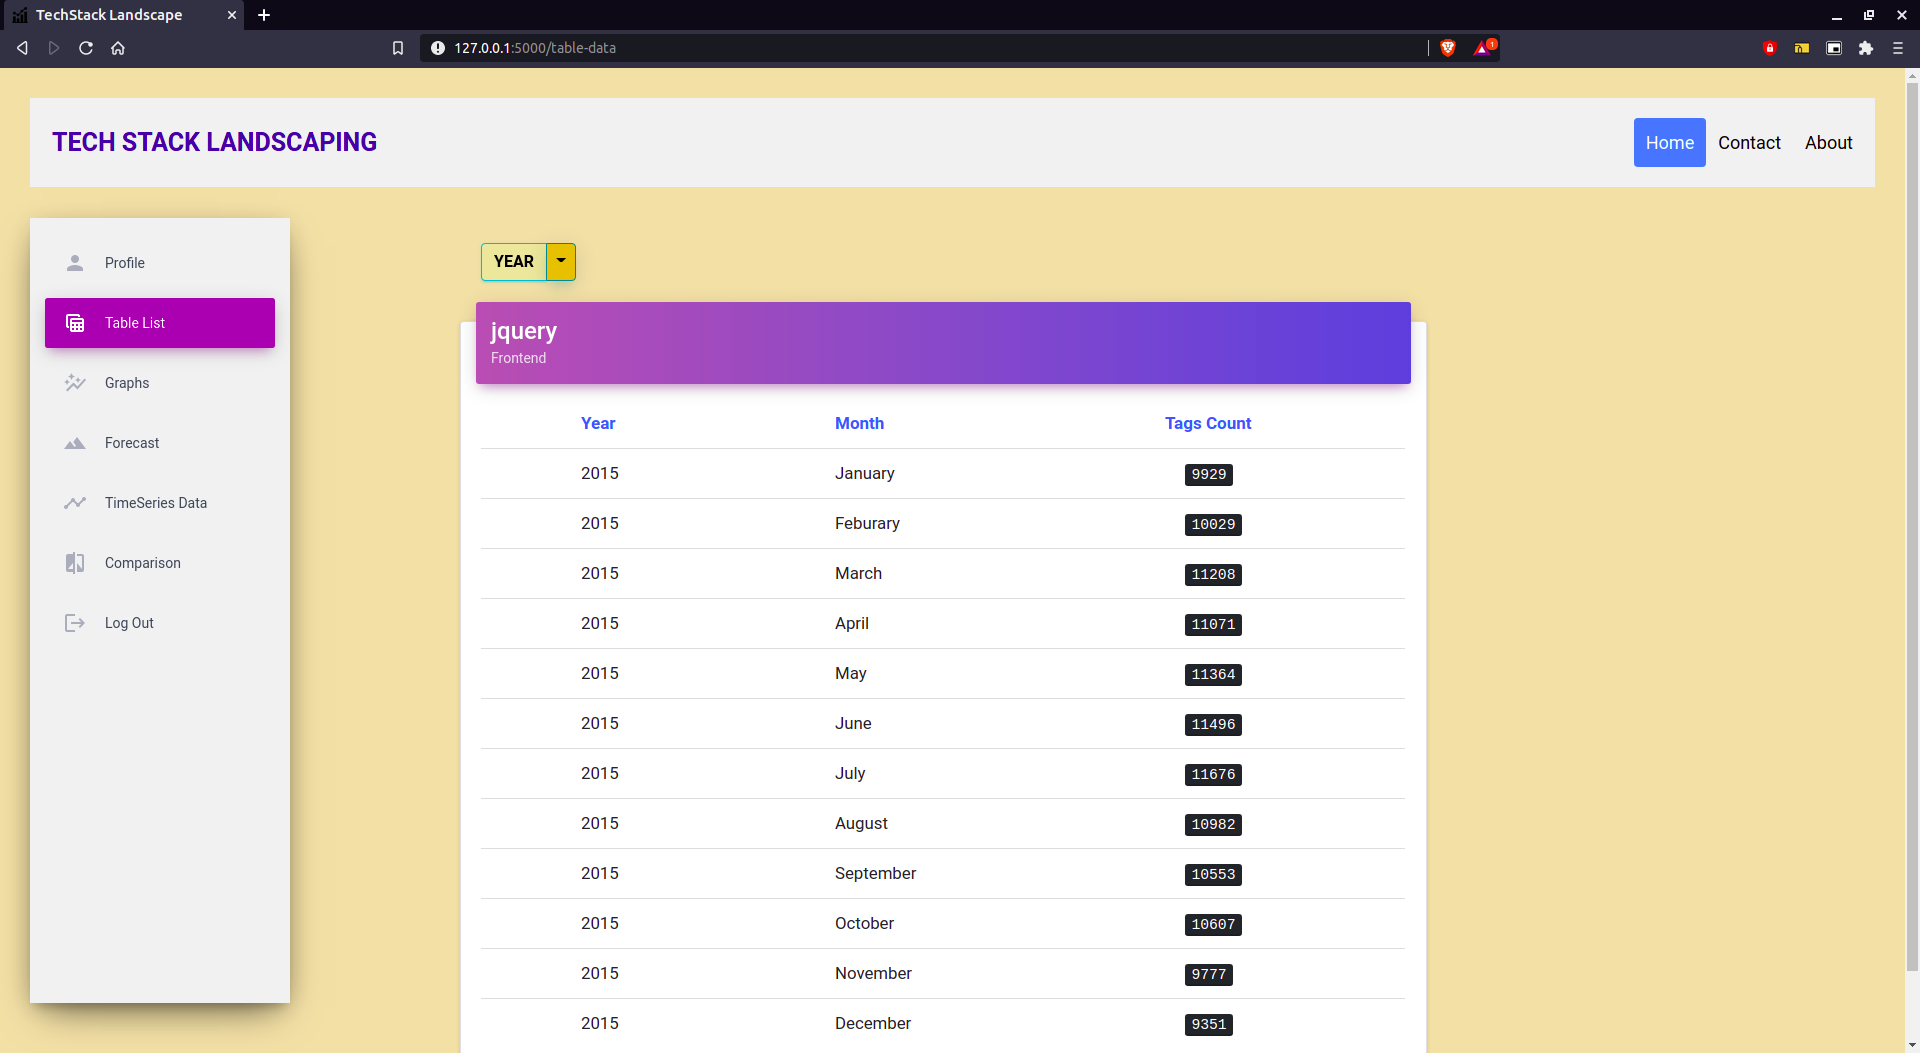 TechStack Landscape
127.0.0.1:5000/table-data
1
TECH STACK LANDSCAPING
Home Contact About
Profile
Table List
Graphs
Forecast
TimeSeries Data
Comparison
Log Out
YEAR
jquery
Frontend
Year Month Tags Count
2015 January 9929
2015 Feburary 10029
2015 March 11208
2015 April 11071
2015 May 11364
2015 June 11496
2015 July 11676
2015 August 10982
2015 September 10553
2015 October 10607
2015 November 9777
2015 December 9351